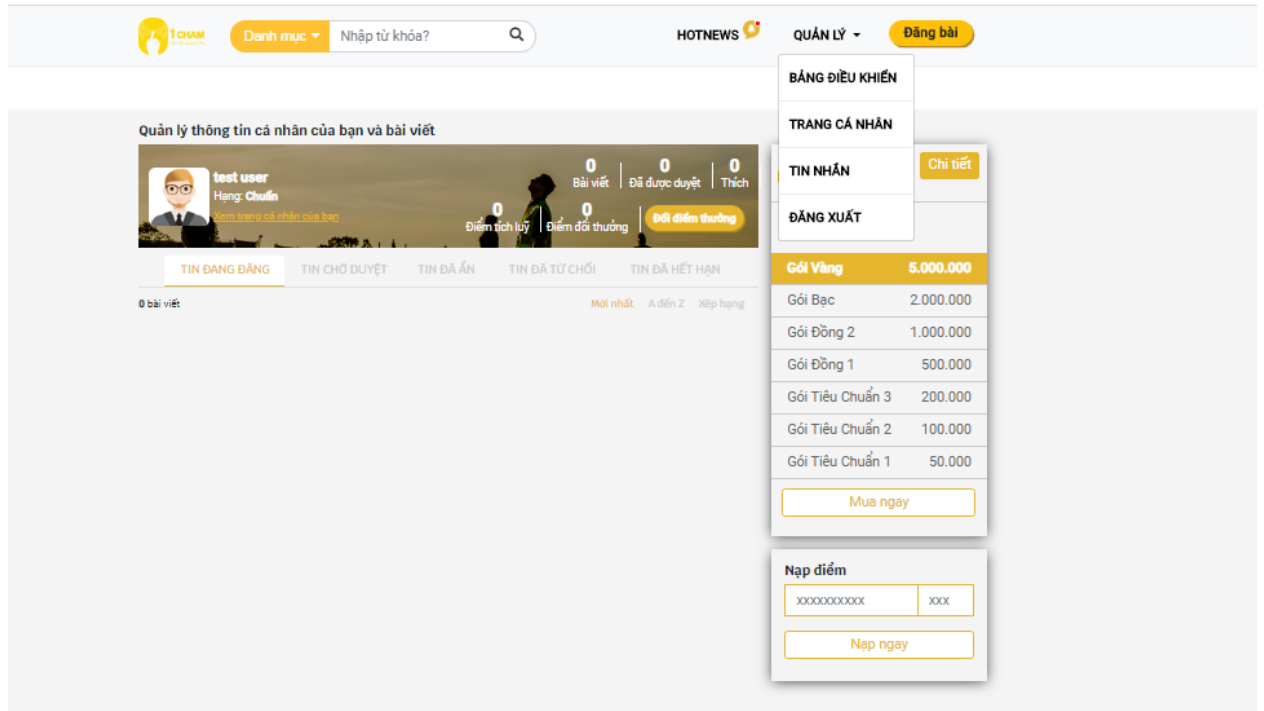 1 CHAM
Danh mục
Nhập từ khóa?
HOTNEWS
QUẢN LÝ
Đăng bài
BẢNG ĐIỀU KHIỂN
TRANG CÁ NHÂN
TIN NHẮN
ĐĂNG XUẤT
Quản lý thông tin cá nhân của bạn và bài viết
test user
Hạng: Chuẩn
Xem trang cá nhân của bạn
0 0 0
Bài viết Đã được duyệt Thích
0 0
Điểm tích luỹ Điểm đổi thưởng
Đổi điểm thưởng
TIN ĐANG ĐĂNG TIN CHỜ DUYỆT TIN ĐÃ ẨN TIN ĐÃ TỪ CHỐI TIN ĐÃ HẾT HẠN
0 bài viết
Mới nhất A đến Z Xếp hạng
Chi tiết
Gói Vàng 5.000.000
Gói Bạc 2.000.000
Gói Đồng 2 1.000.000
Gói Đồng 1 500.000
Gói Tiêu Chuẩn 3 200.000
Gói Tiêu Chuẩn 2 100.000
Gói Tiêu Chuẩn 1 50.000
Mua ngay
Nạp điểm
xxxxxxxxxx xxx
Nạp ngay